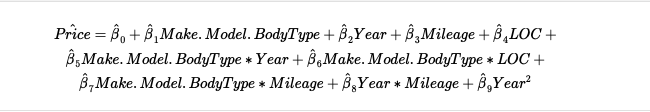 Pricê = β̂₀ + β̂₁Make. Model. BodyType + β̂₂Year + β̂₃Mileage + β̂₄LOC +
β̂₅Make. Model. BodyType * Year + β̂₆Make. Model. BodyType * LOC +
β̂₇Make. Model. BodyType * Mileage + β̂₈Year * Mileage + β̂₉Year²